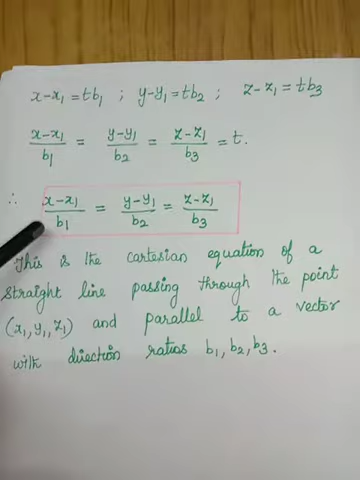 x-x₁ = tb₁ ; y-y₁ = tb₂ ; z-z₁ = tb₃
x-x₁/b₁ = y-y₁/b₂ = z-z₁/b₃ = t.
∴ x-x₁/b₁ = y-y₁/b₂ = z-z₁/b₃
This is the cartesian equation of a
straight line passing through the point
(x₁, y₁, z₁) and parallel to a vector
with direction ratios b₁, b₂, b₃.